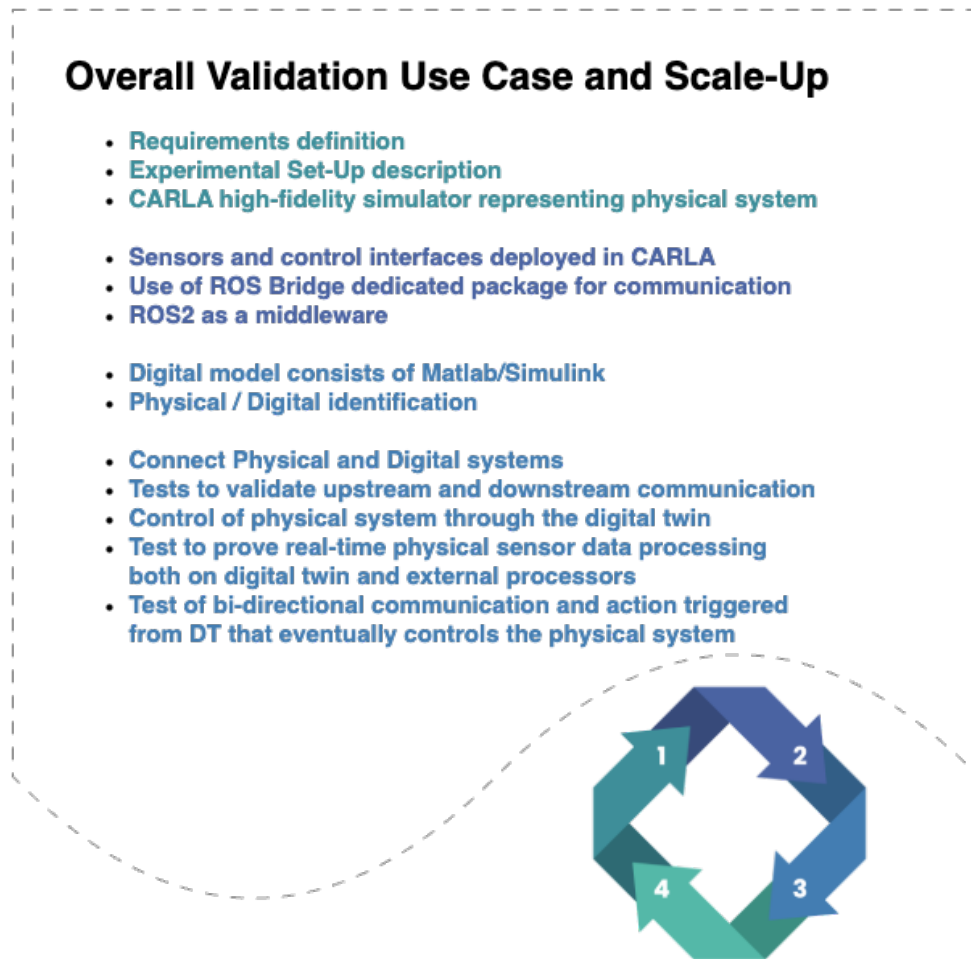 Overall Validation Use Case and Scale-Up
• Requirements definition
• Experimental Set-Up description
• CARLA high-fidelity simulator representing physical system
• Sensors and control interfaces deployed in CARLA
• Use of ROS Bridge dedicated package for communication
• ROS2 as a middleware
• Digital model consists of Matlab/Simulink
• Physical / Digital identification
• Connect Physical and Digital systems
• Tests to validate upstream and downstream communication
• Control of physical system through the digital twin
• Test to prove real-time physical sensor data processing
both on digital twin and external processors
• Test of bi-directional communication and action triggered
from DT that eventually controls the physical system
1
2
4
3